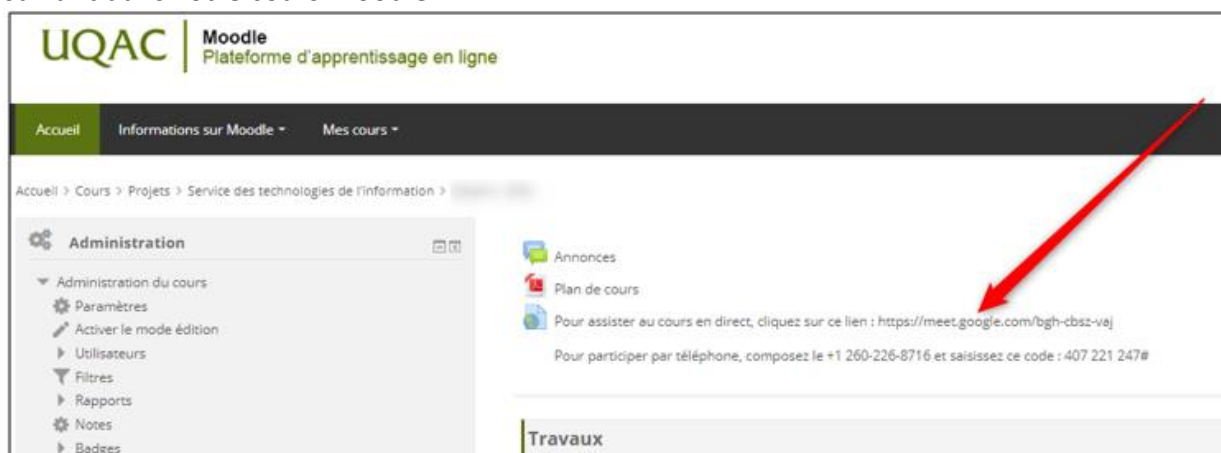 UQAC
Moodle
Plateforme d'apprentissage en ligne
Accueil Informations sur Moodle Mes cours
Accueil > Cours > Projets > Service des technologies de l'information >
Administration
Administration du cours
Paramètres
Activer le mode édition
Utilisateurs
Filtres
Rapports
Notes
Badges
Annonces
Plan de cours
Pour assister au cours en direct, cliquez sur ce lien : https://meet.google.com/bgh-cbsz-vaj
Pour participer par téléphone, composez le +1 260-226-8716 et saisissez ce code : 407 221 247#
Travaux